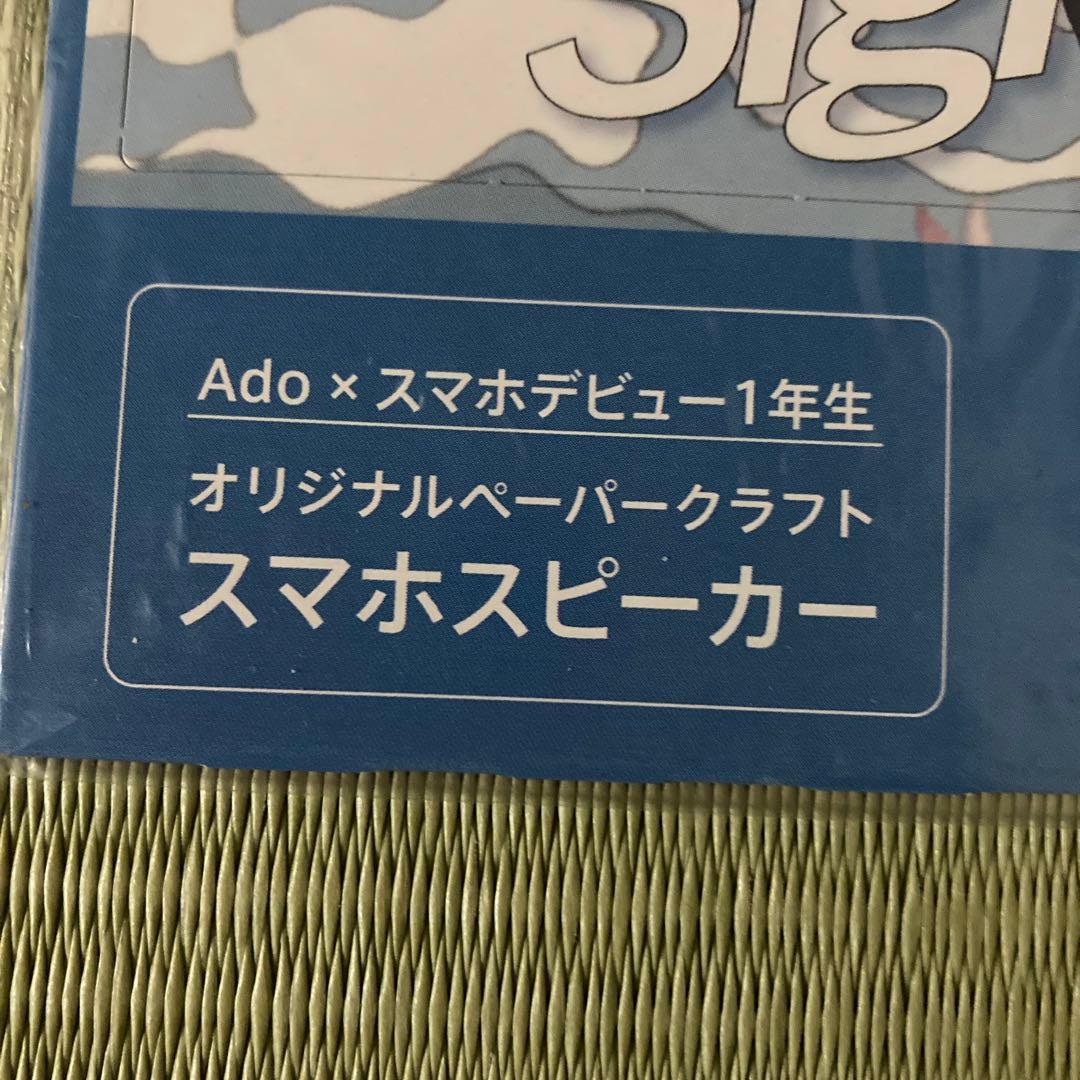 Ado × スマホデビュー1年生
オリジナルペーパークラフト
スマホスピーカー